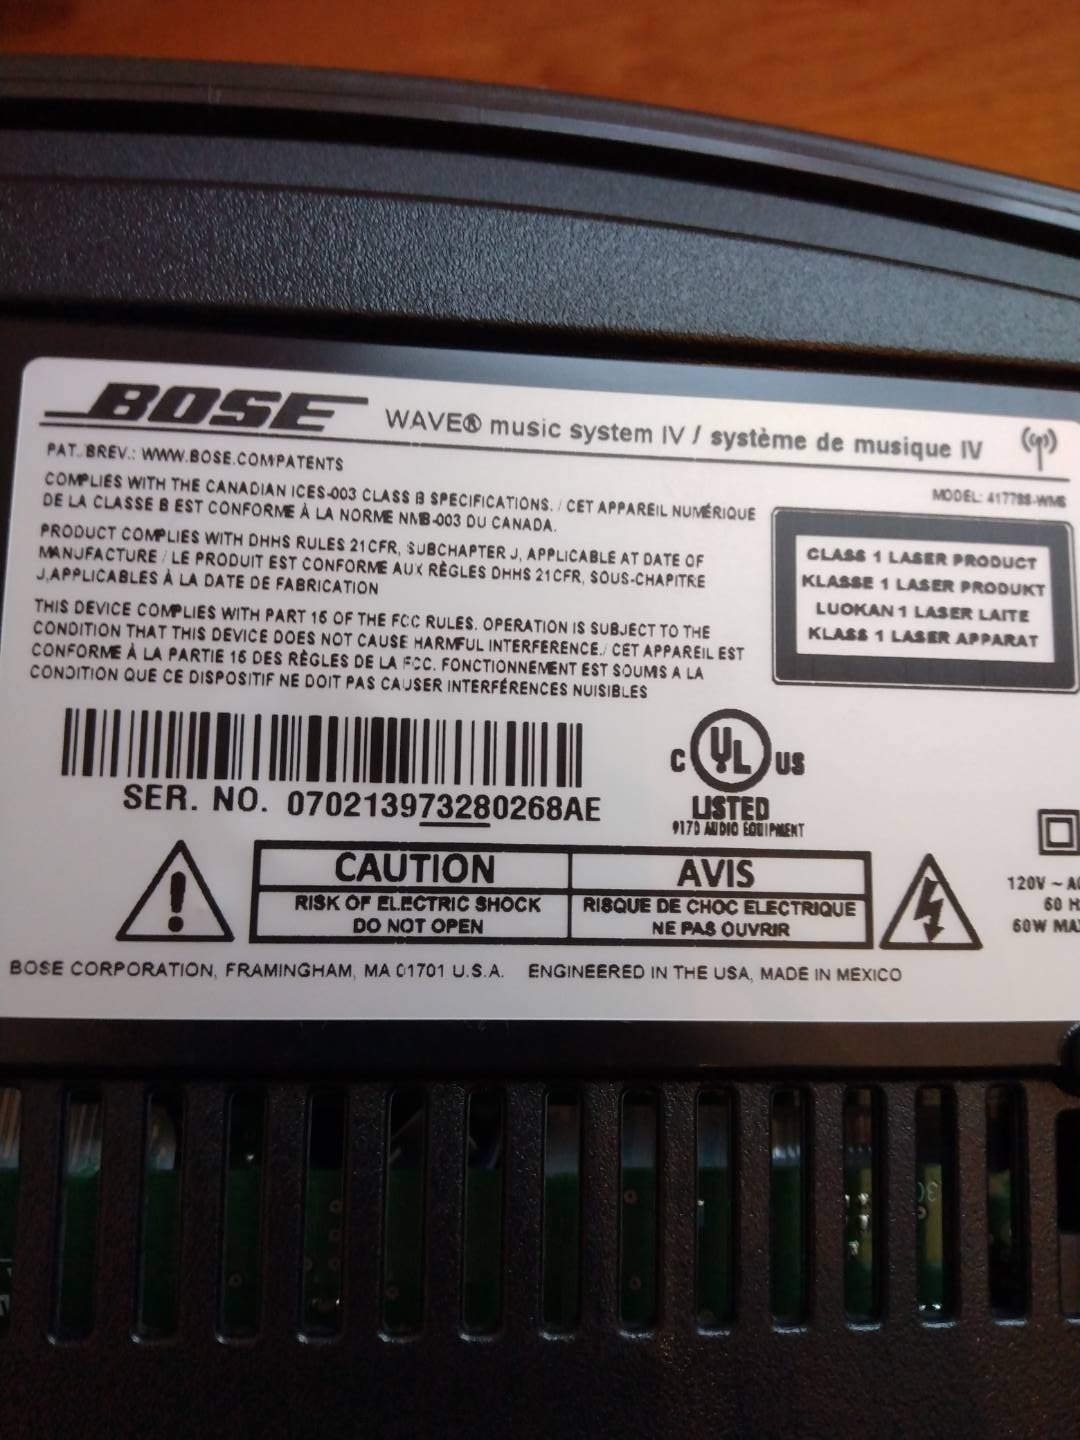 BOSE WAVE® music system IV / système de musique IV
PAT. BREV.: WWW.BOSE.COM/PATENTS
MODEL: 417788-WMS
COMPLIES WITH THE CANADIAN ICES-003 CLASS B SPECIFICATIONS. / CET APPAREIL NUMÉRIQUE
DE LA CLASSE B EST CONFORME À LA NORME NMB-003 DU CANADA.
PRODUCT COMPLIES WITH DHHS RULES 21CFR, SUBCHAPTER J, APPLICABLE AT DATE OF
MANUFACTURE / LE PRODUIT EST CONFORME AUX RÈGLES DHHS 21CFR, SOUS-CHAPITRE
J,APPLICABLES À LA DATE DE FABRICATION
THIS DEVICE COMPLIES WITH PART 15 OF THE FCC RULES. OPERATION IS SUBJECT TO THE
CONDITION THAT THIS DEVICE DOES NOT CAUSE HARMFUL INTERFERENCE./ CET APPAREIL EST
CONFORME À LA PARTIE 15 DES RÈGLES DE LA FCC. FONCTIONNEMENT EST SOUMS A LA
CONDITION QUE CE DISPOSITIF NE DOIT PAS CAUSER INTERFÉRENCES NUISIBLES
CLASS 1 LASER PRODUCT
KLASSE 1 LASER PRODUKT
LUOKAN 1 LASER LAITE
KLASS 1 LASER APPARAT
SER. NO. 070213973280268AE
C UL US
LISTED
917D AUDIO EQUIPMENT
CAUTION
RISK OF ELECTRIC SHOCK
DO NOT OPEN
AVIS
RISQUE DE CHOC ELECTRIQUE
NE PAS OUVRIR
120V ~ AC
60 H
60W MAX
BOSE CORPORATION, FRAMINGHAM, MA 01701 U.S.A. ENGINEERED IN THE USA, MADE IN MEXICO